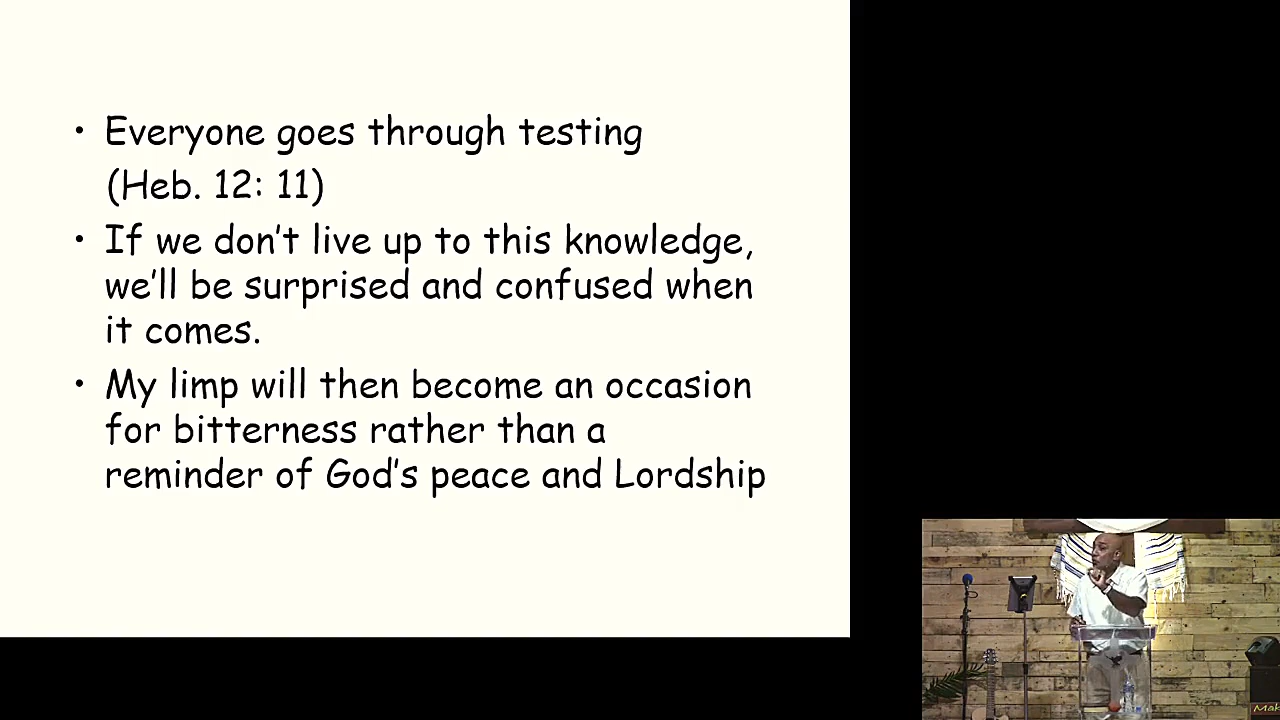 • Everyone goes through testing
(Heb. 12: 11)
• If we don't live up to this knowledge,
we'll be surprised and confused when
it comes.
• My limp will then become an occasion
for bitterness rather than a
reminder of God's peace and Lordship